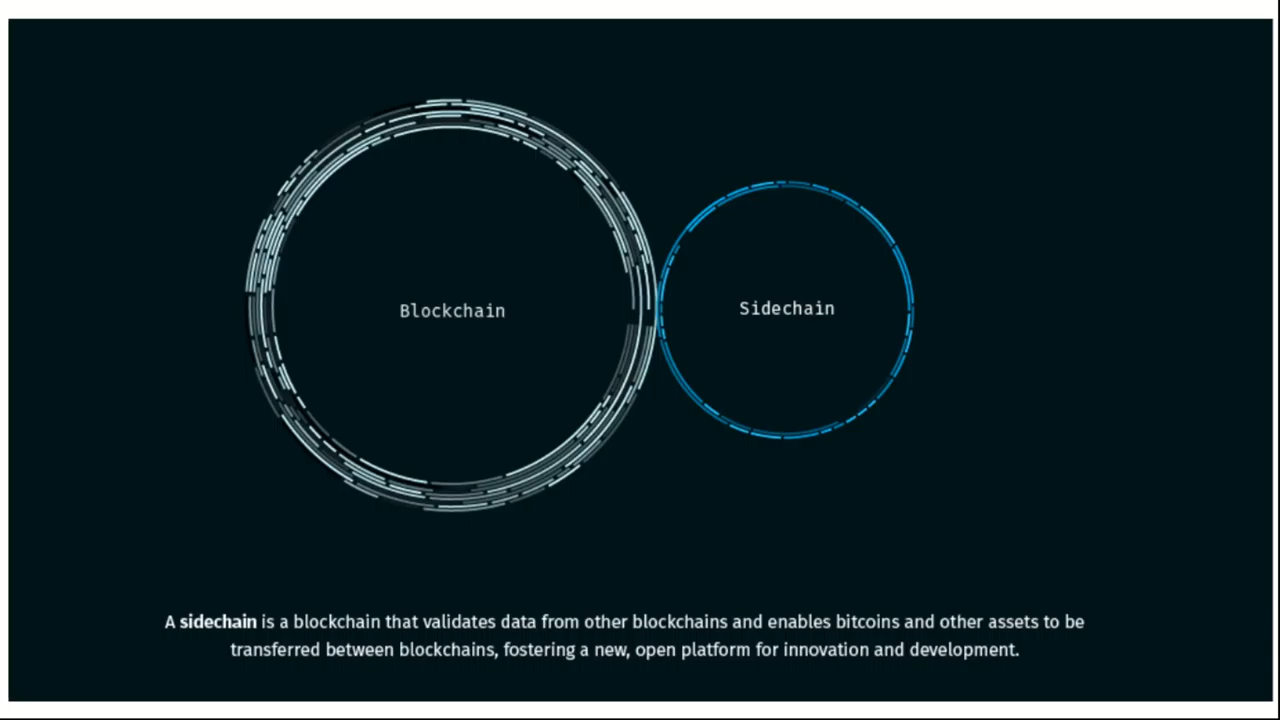 Blockchain
Sidechain
A sidechain is a blockchain that validates data from other blockchains and enables bitcoins and other assets to be
transferred between blockchains, fostering a new, open platform for innovation and development.